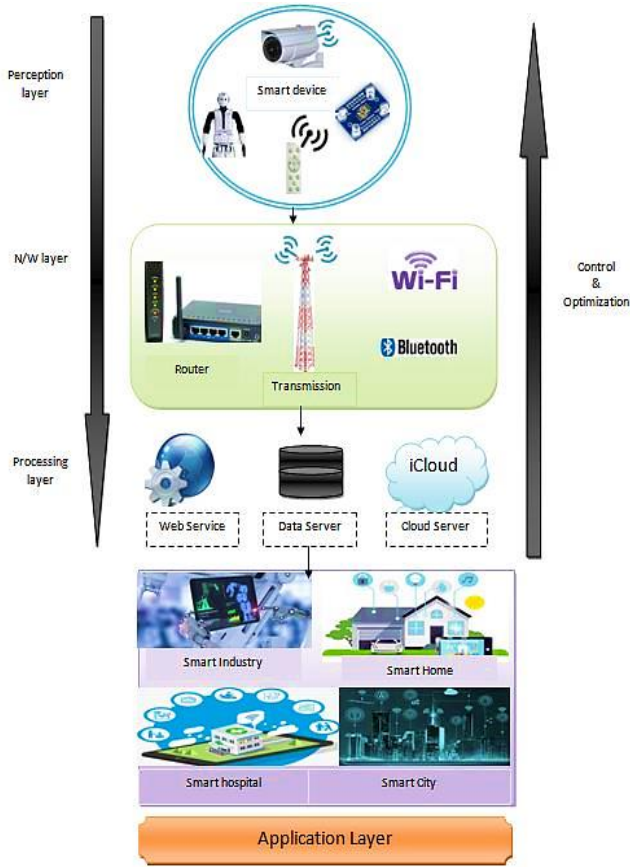 Perception
layer
Smart device
N/W layer
Wi-Fi
Control
&
Optimization
Bluetooth
Router
Transmission
Processing
layer
iCloud
Web Service
Data Server
Cloud Server
Smart Industry
Smart Home
Smart hospital
Smart City
Application Layer